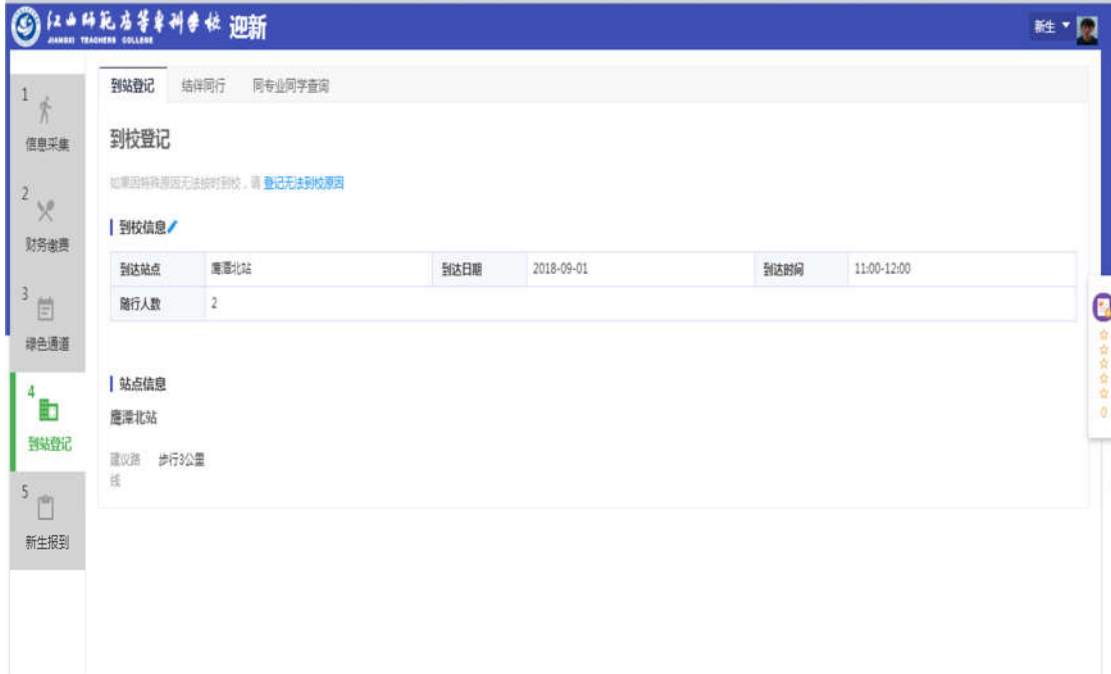 江西师范高等专科学校 迎新
JIANGXI TEACHERS COLLEGE
新生
1
信息采集
2
财务缴费
3
绿色通道
4
到站登记
5
新生报到
到站登记 结伴同行 同专业同学查询
到校登记
如果因特殊原因无法按时到校，请 登记无法到校原因
到校信息
到达站点 鹰潭北站 到达日期 2018-09-01 到达时间 11:00-12:00
随行人数 2
站点信息
鹰潭北站
建议路 步行3公里
线
0